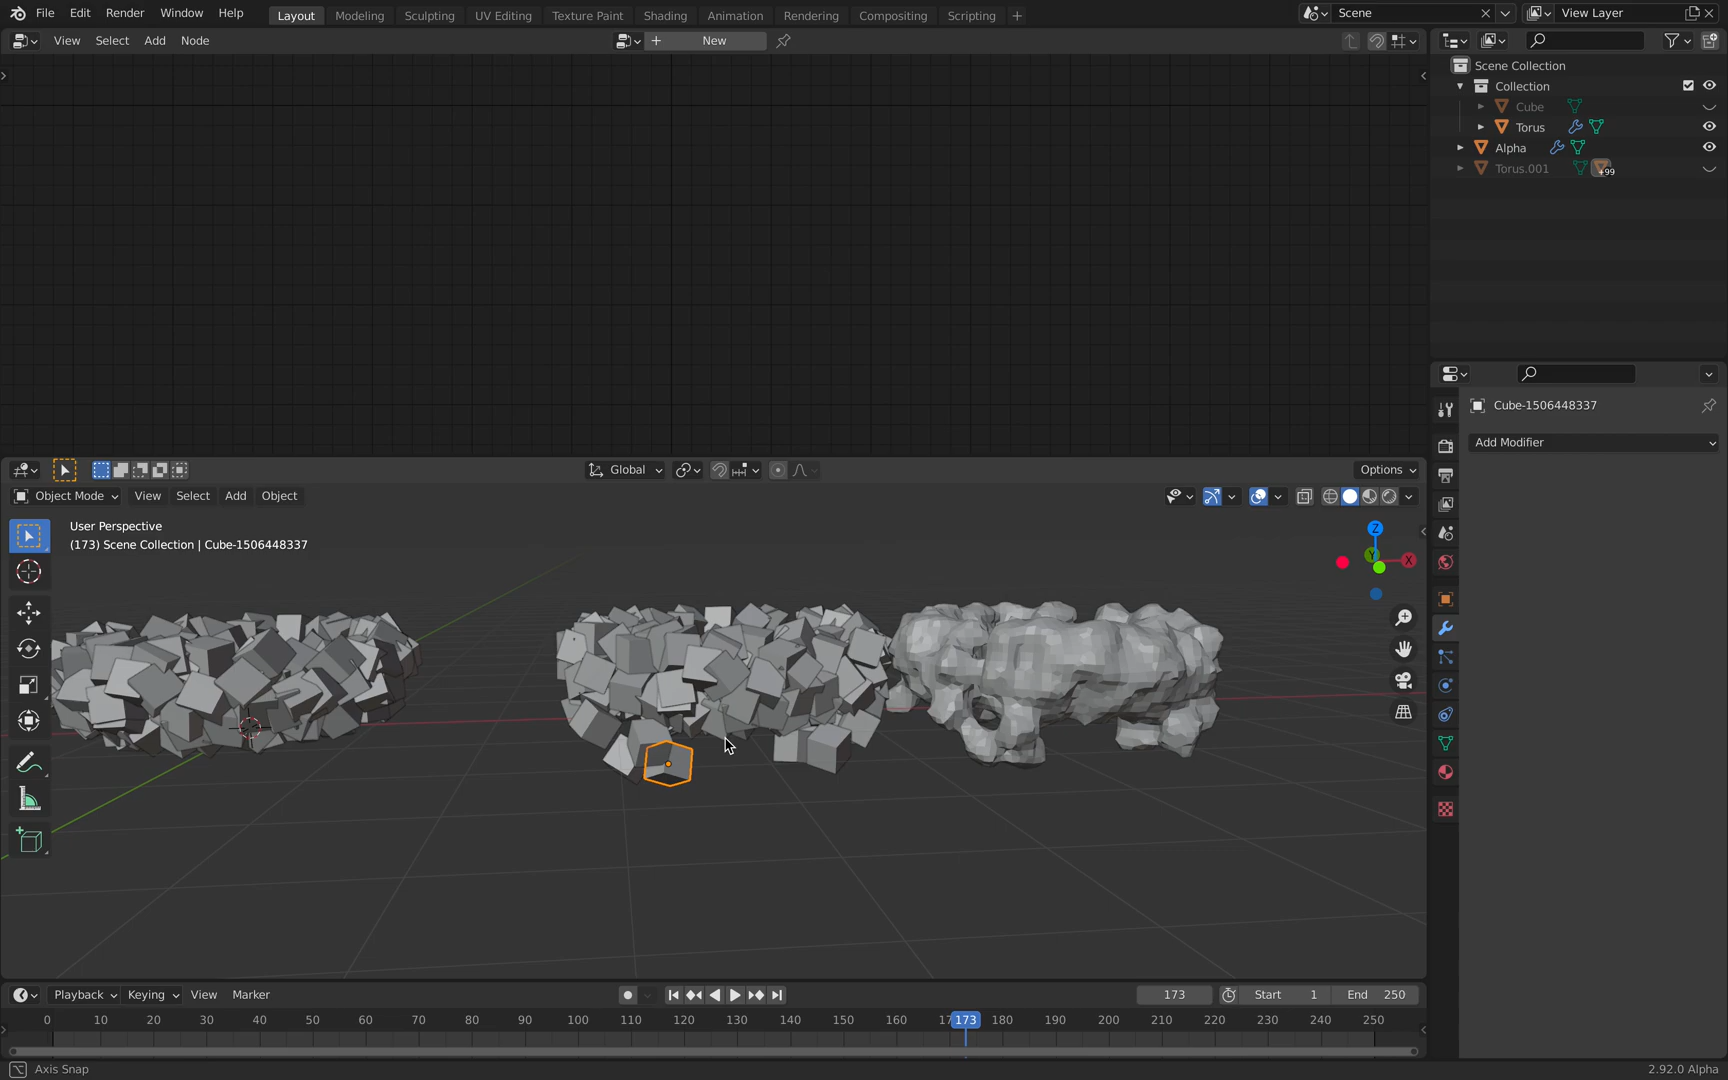 File Edit Render Window Help Layout Modeling Sculpting UV Editing Texture Paint Shading Animation Rendering Compositing Scripting + Scene View Layer
View Select Add Node + New
Scene Collection
Collection
Cube
Torus
Alpha
Torus.001 +99
Cube-1506448337
Add Modifier
Global Options
Object Mode View Select Add Object
User Perspective
(173) Scene Collection | Cube-1506448337
Z
Y
X
Playback Keying View Marker 173 Start 1 End 250
0 10 20 30 40 50 60 70 80 90 100 110 120 130 140 150 160 17 173 180 190 200 210 220 230 240 250
Axis Snap 2.92.0 Alpha